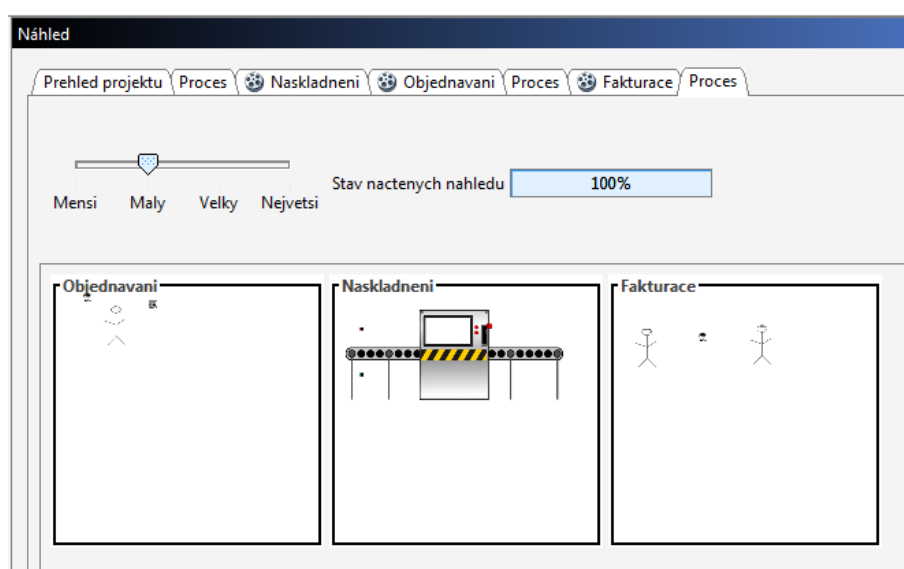 Náhled
Prehled projektu Proces Naskladneni Objednavani Proces Fakturace Proces
Stav nactenych nahledu 100%
Mensi Maly Velky Nejvetsi
Objednavani Naskladneni Fakturace